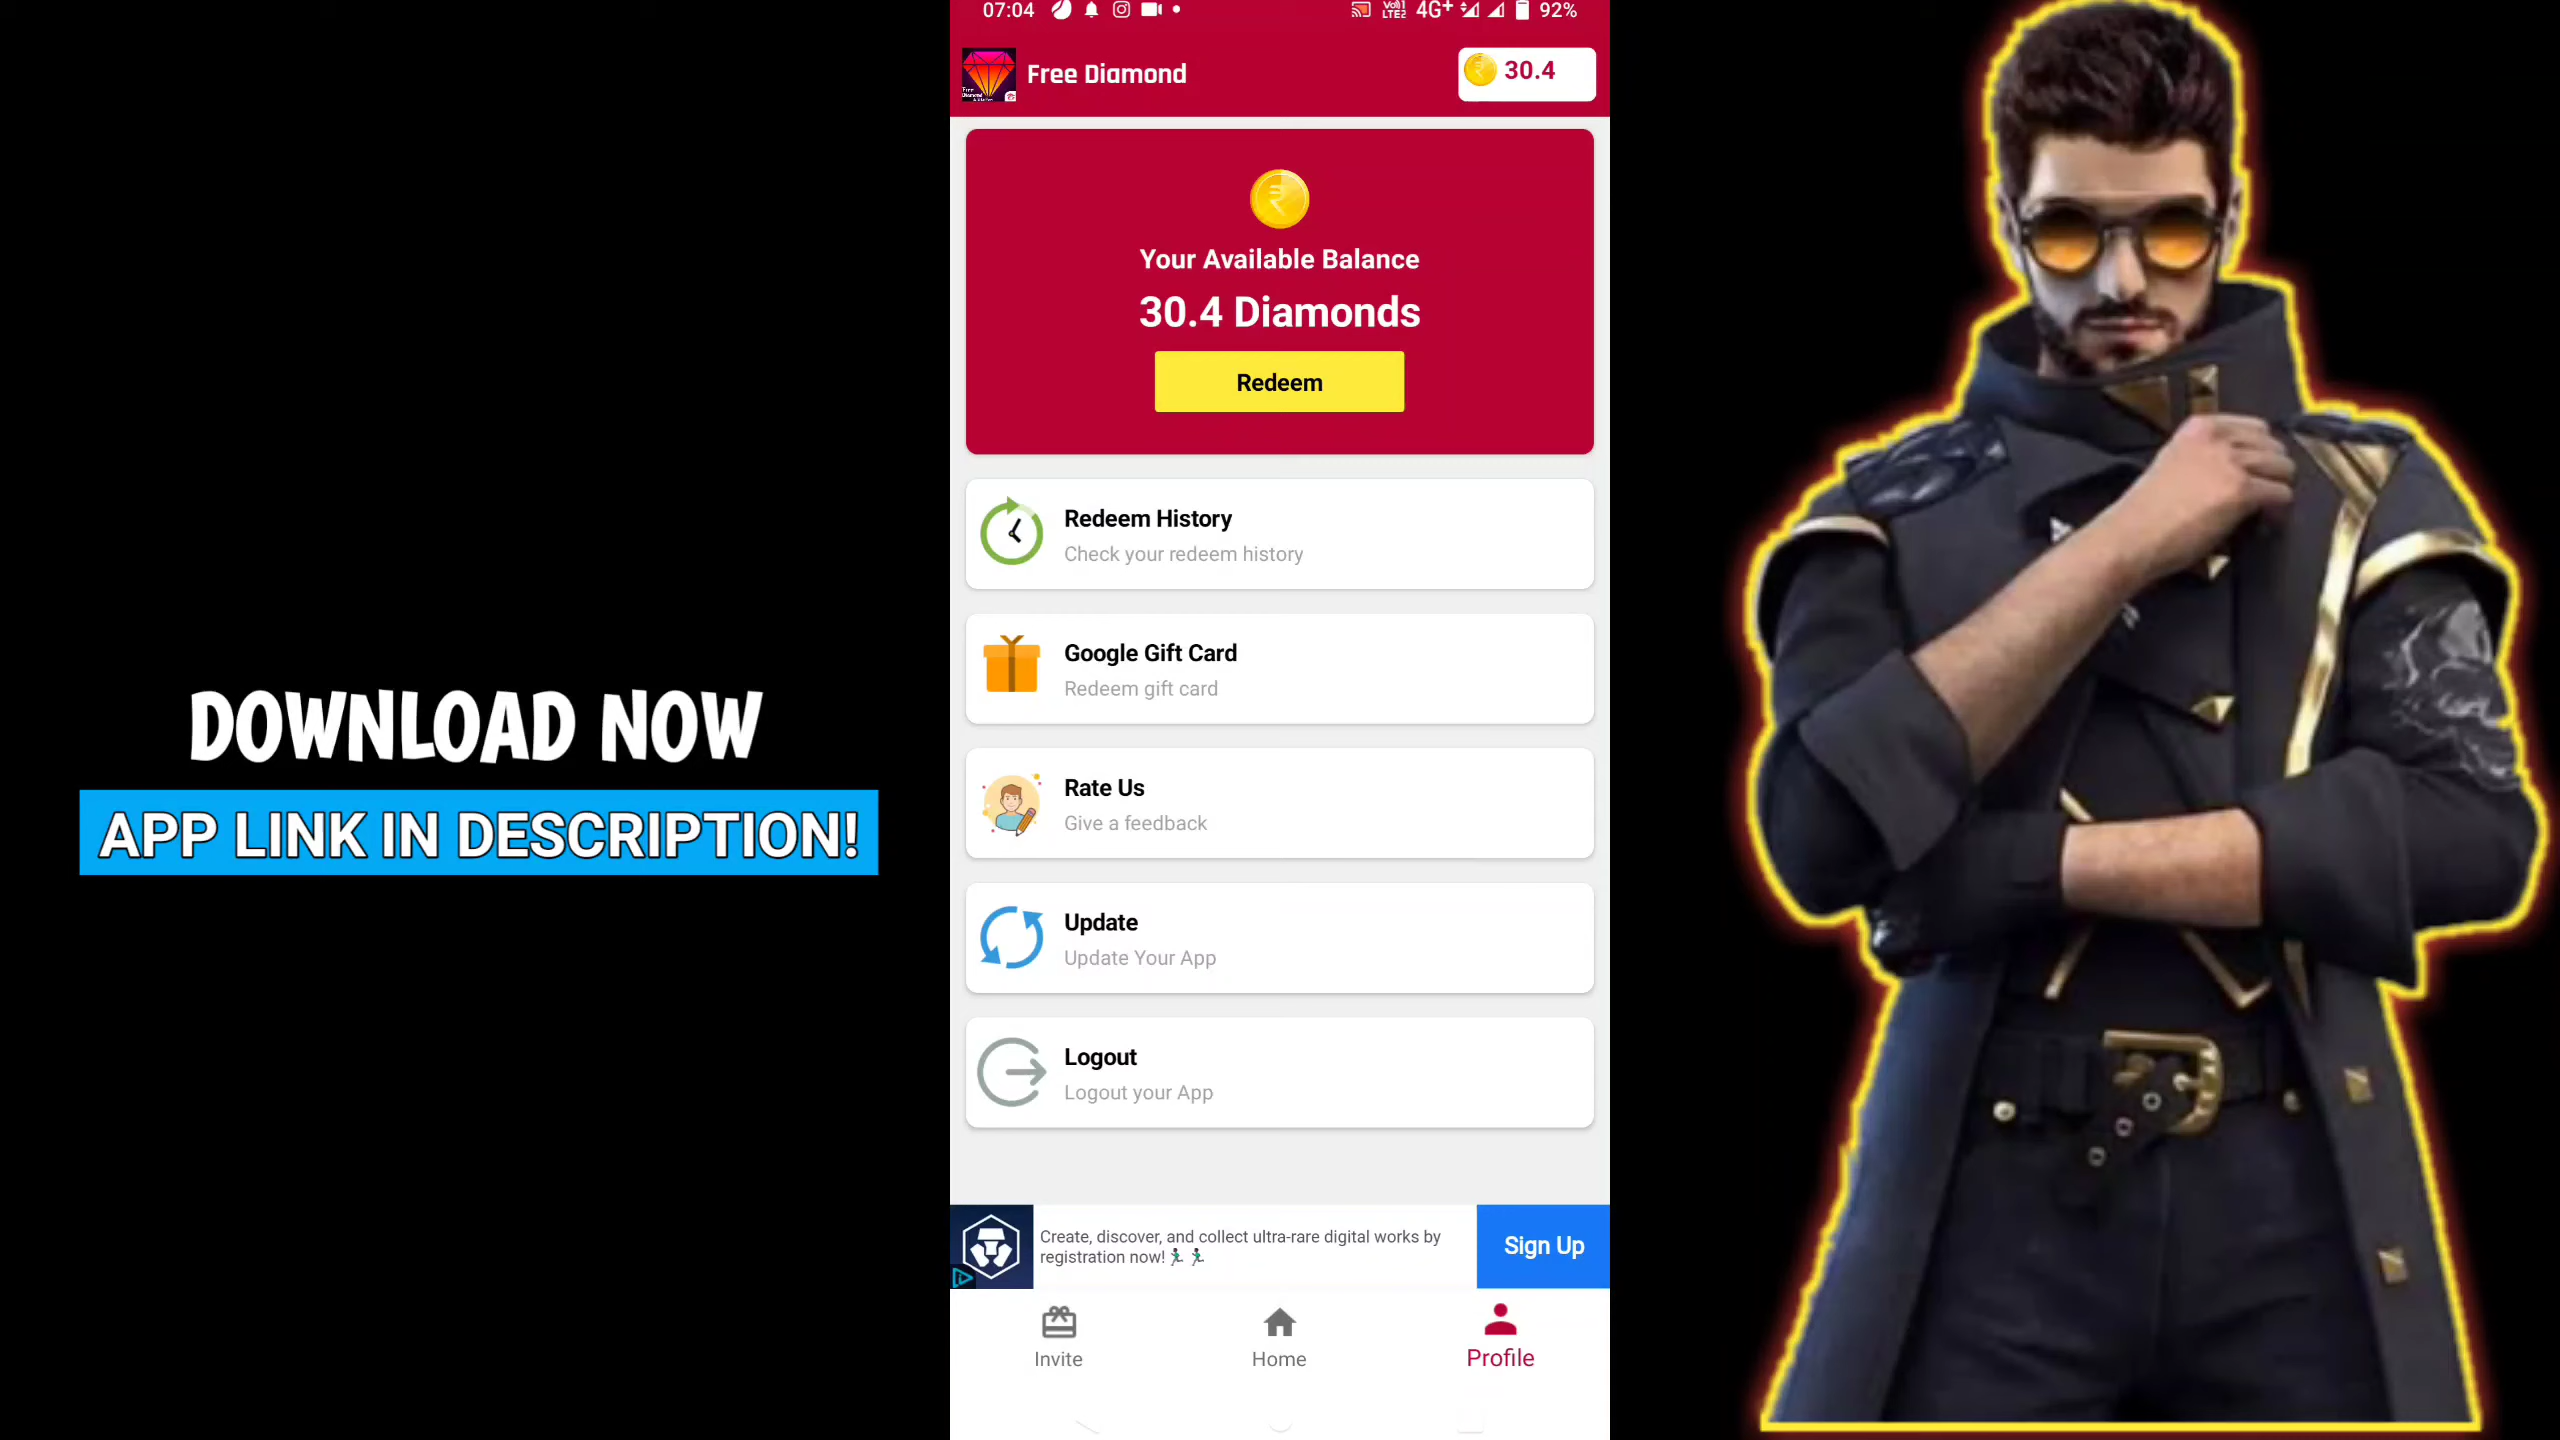 07:04
Vo) 1
LTE2
4G+
92%
Free Diamond
30.4
Your Available Balance
30.4 Diamonds
Redeem
Redeem History
Check your redeem history
Google Gift Card
Redeem gift card
Rate Us
Give a feedback
Update
Update Your App
Logout
Logout your App
Create, discover, and collect ultra-rare digital works by
registration now!
Sign Up
Invite
Home
Profile
DOWNLOAD NOW
APP LINK IN DESCRIPTION!